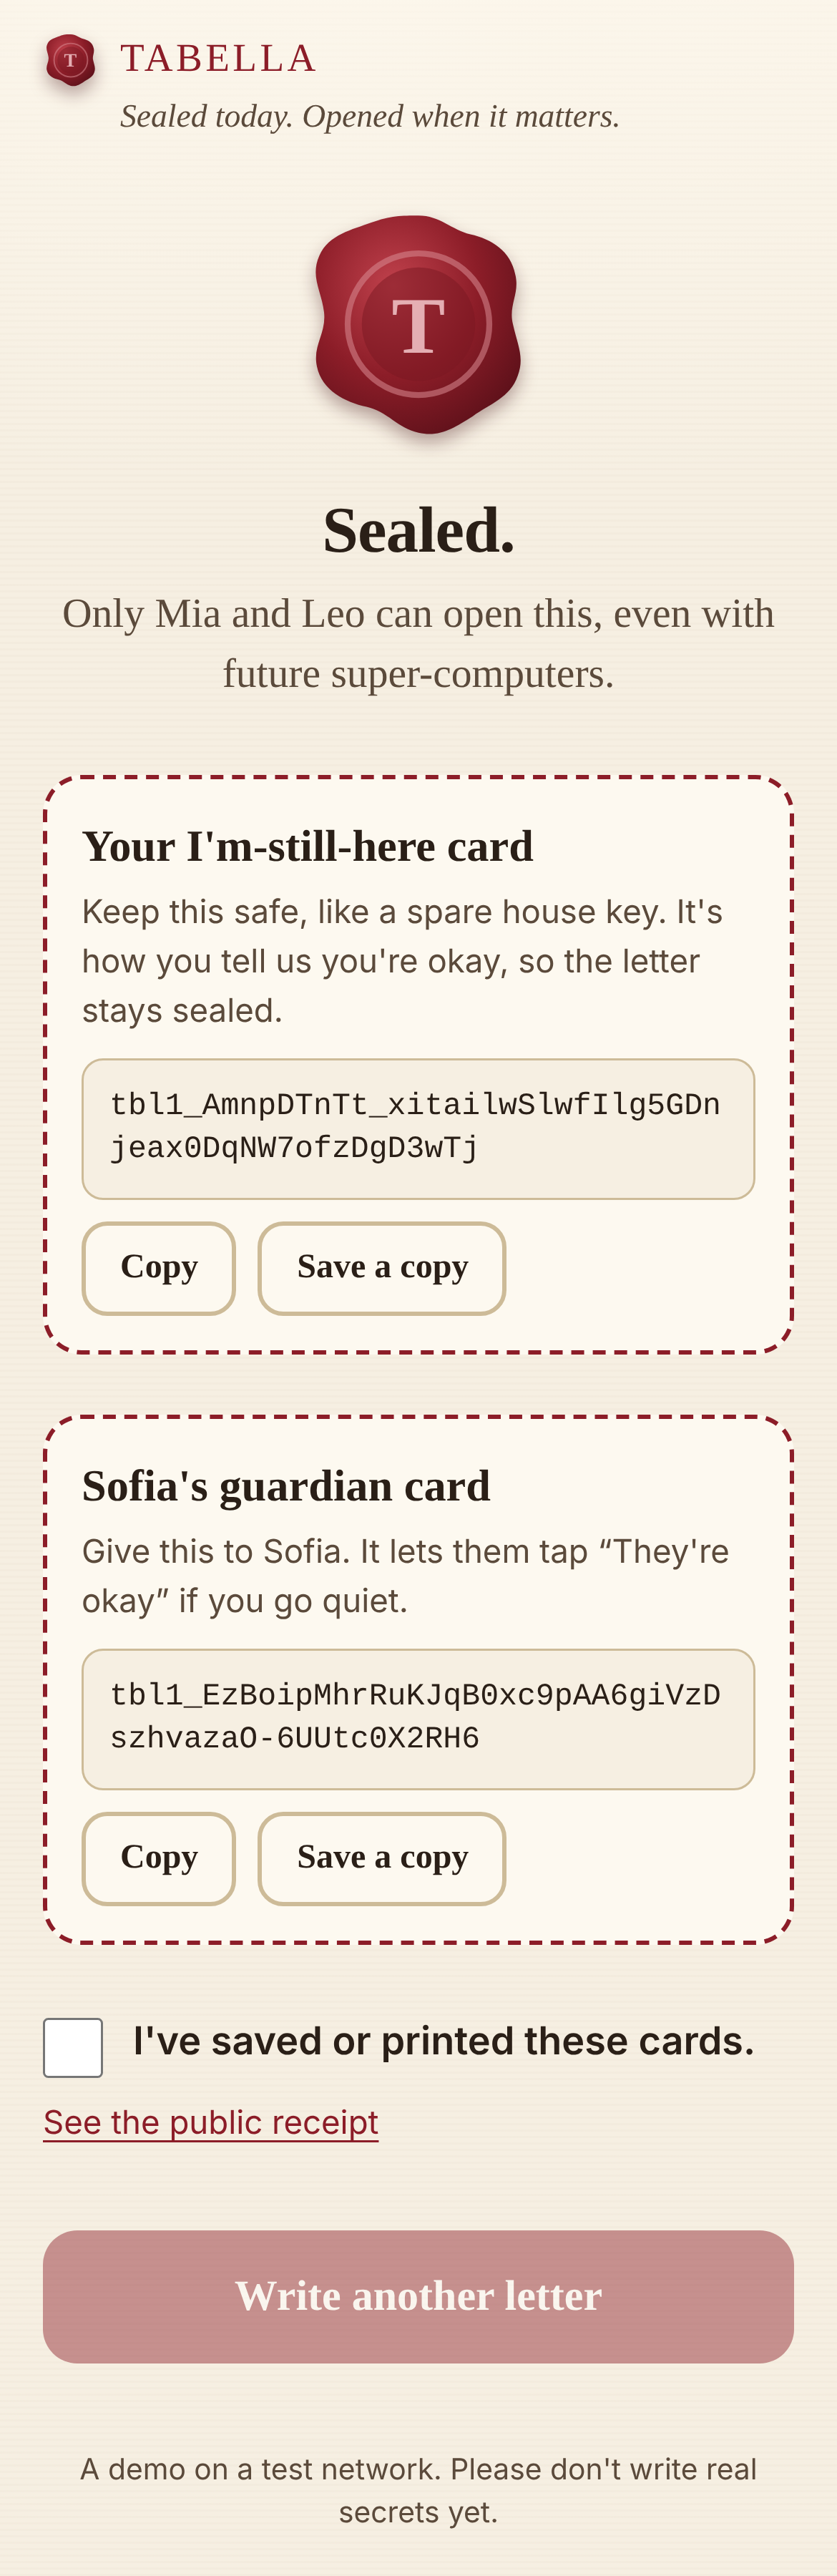 T
TABELLA
Sealed today. Opened when it matters.
T
Sealed.
Only Mia and Leo can open this, even with
future super-computers.
Your I'm-still-here card
Keep this safe, like a spare house key. It's
how you tell us you're okay, so the letter
stays sealed.
tbl1_AmnpDTnTt_xitailwSlwfIlg5GDn
jeax0DqNW7ofzDgD3wTj
Copy
Save a copy
Sofia's guardian card
Give this to Sofia. It lets them tap “They're
okay” if you go quiet.
tbl1_EzBoipMhrRuKJqB0xc9pAA6giVzD
szhvazaO-6UUtc0X2RH6
Copy
Save a copy
I've saved or printed these cards.
See the public receipt
Write another letter
A demo on a test network. Please don't write real
secrets yet.